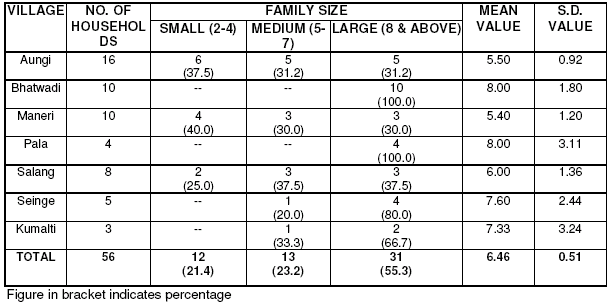 VILLAGE NO. OF HOUSEHOL DS FAMILY SIZE MEAN VALUE S.D. VALUE
SMALL (2-4) MEDIUM (5-7) LARGE (8 & ABOVE)
Aungi 16 6 5 5 5.50 0.92
(37.5) (31.2) (31.2)
Bhatwadi 10 -- -- 10 8.00 1.80
(100.0)
Maneri 10 4 3 3 5.40 1.20
(40.0) (30.0) (30.0)
Pala 4 -- -- 4 8.00 3.11
(100.0)
Salang 8 2 3 3 6.00 1.36
(25.0) (37.5) (37.5)
Seinge 5 -- 1 4 7.60 2.44
(20.0) (80.0)
Kumalti 3 -- 1 2 7.33 3.24
(33.3) (66.7)
TOTAL 56 12 13 31 6.46 0.51
(21.4) (23.2) (55.3)
Figure in bracket indicates percentage